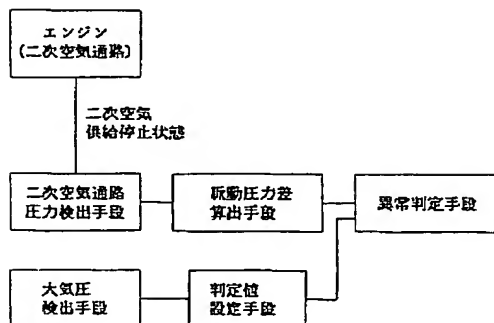 エンジン
(二次空気通路)
二次空気
供給停止状態
二次空気通路
圧力検出手段
脈動圧力差
算出手段
異常判定手段
大気圧
検出手段
判定値
設定手段